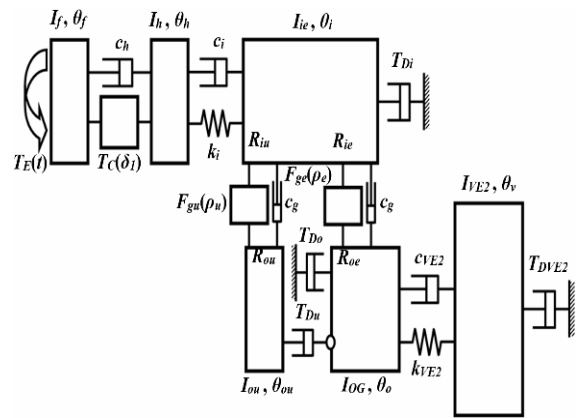 I_f, θ_f
I_h, θ_h
I_ie, θ_i
c_h
c_i
T_Di
R_iu
R_ie
k_i
T_E(t)
T_C(δ_1)
F_ge(ρ_e)
I_VE2, θ_v
F_gu(ρ_u)
c_g
c_g
T_Do
c_VE2
T_DVE2
R_ou
R_oe
T_Du
k_VE2
I_ou, θ_ou
I_OG, θ_o